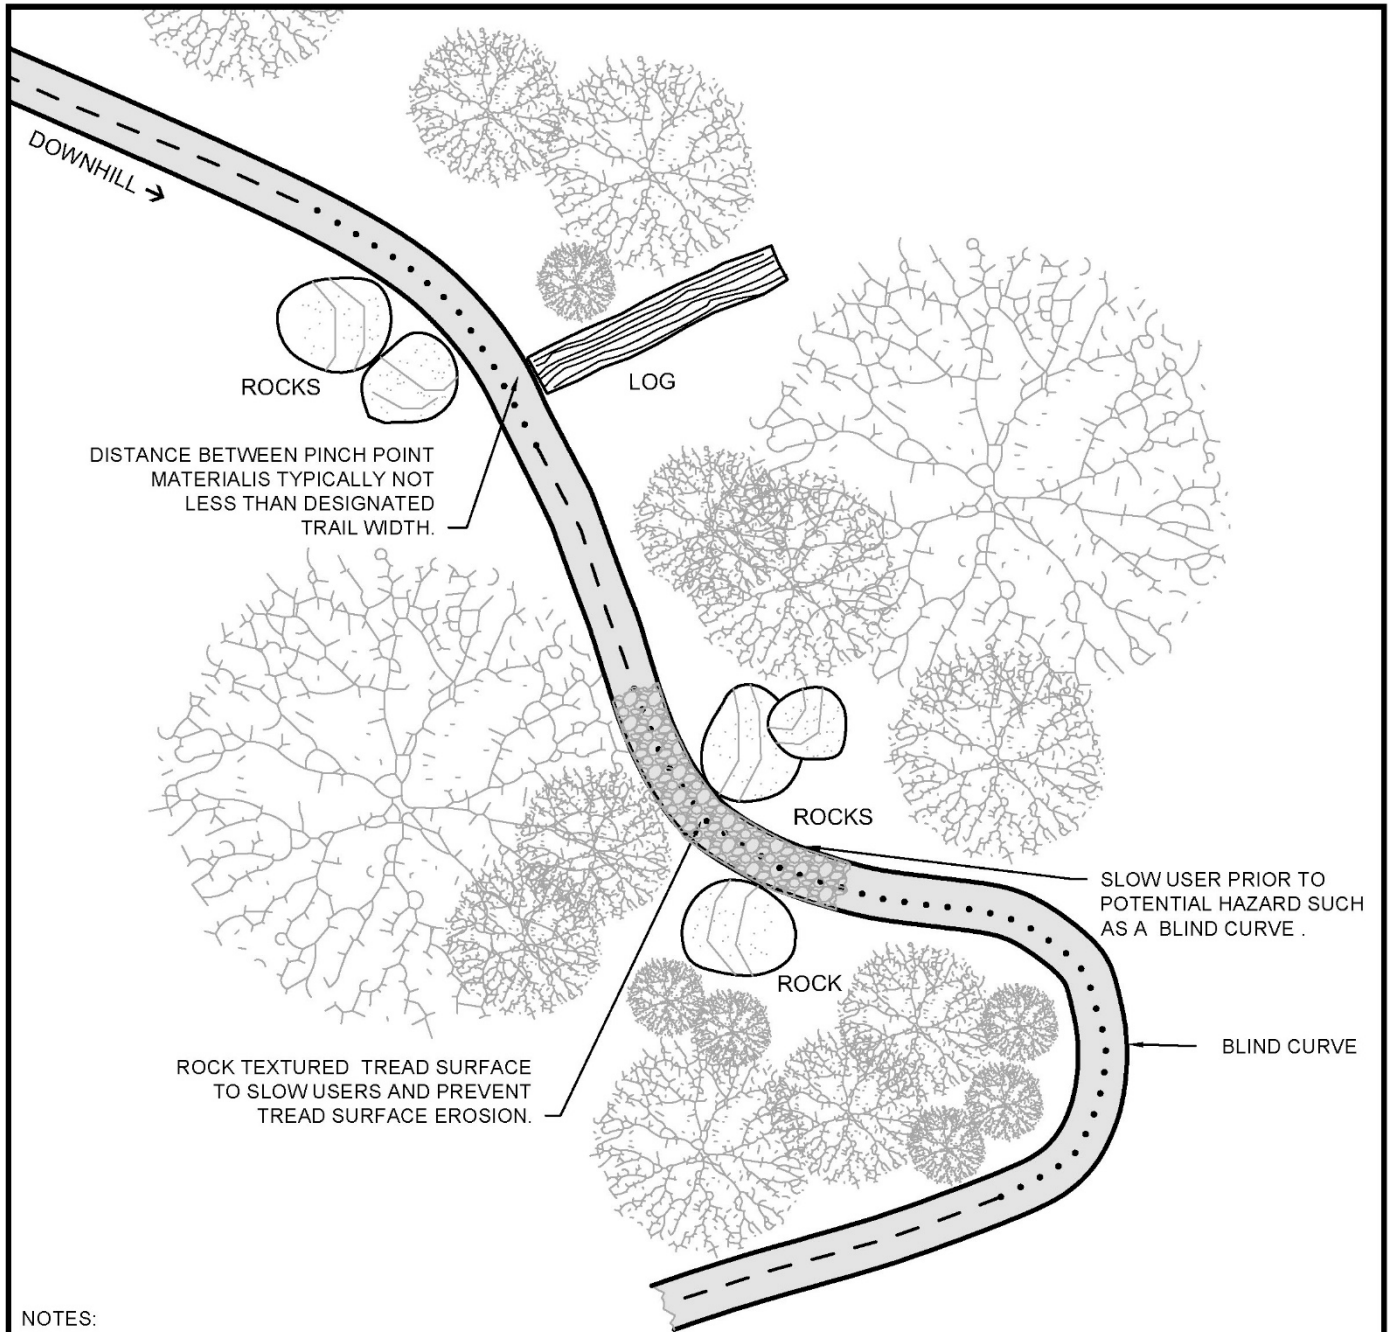 DOWNHILL →
ROCKS
LOG
DISTANCE BETWEEN PINCH POINT
MATERIALIS TYPICALLY NOT
LESS THAN DESIGNATED
TRAIL WIDTH.
ROCKS
SLOW USER PRIOR TO
POTENTIAL HAZARD SUCH
AS A BLIND CURVE .
ROCK
BLIND CURVE
ROCK TEXTURED TREAD SURFACE
TO SLOW USERS AND PREVENT
TREAD SURFACE EROSION.
NOTES: